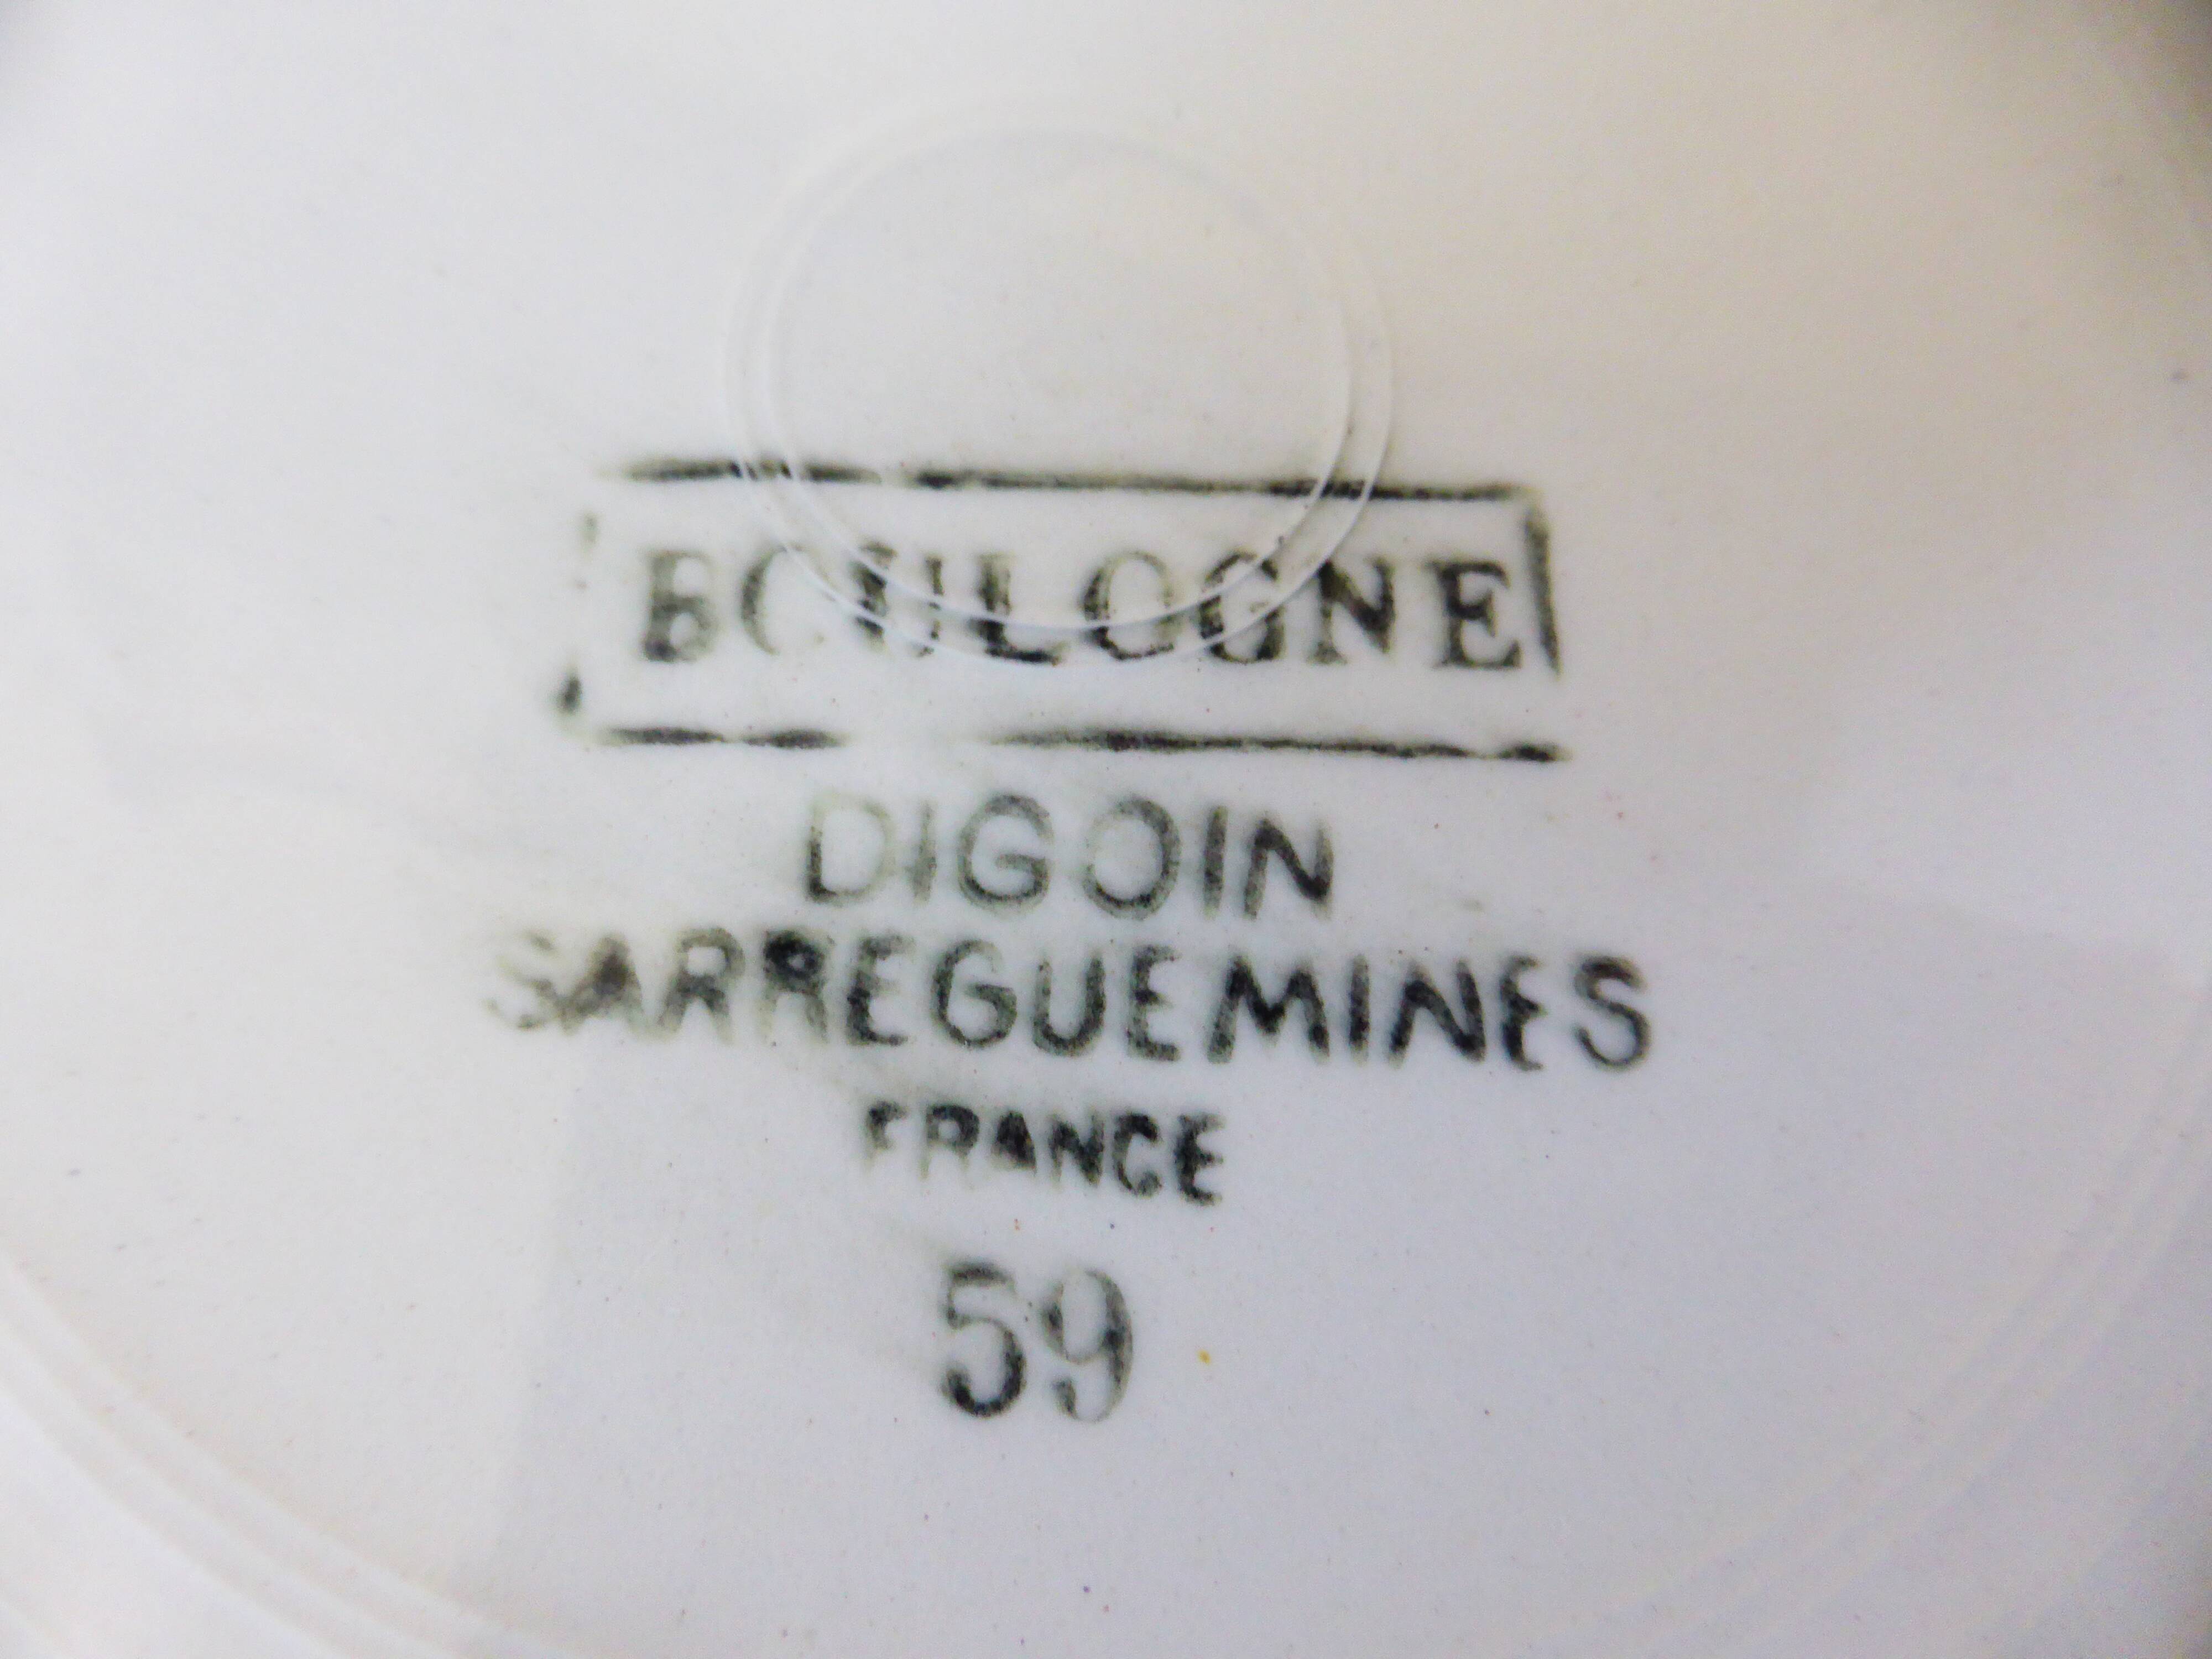 BOULOGNE
DIGOIN
SARREGUEMINES
FRANCE
59